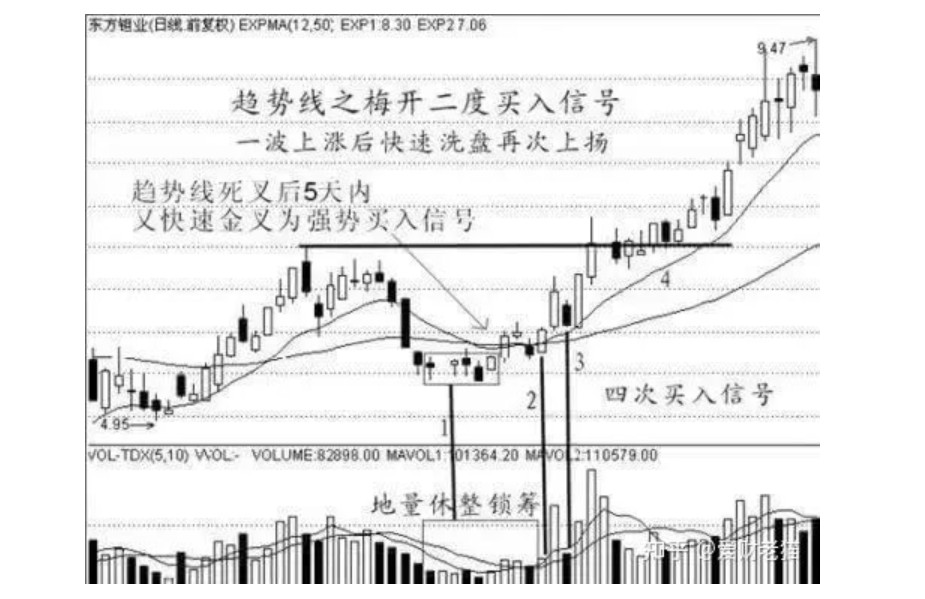 东方钽业(日线.前复权) EXPMA(12,50; EXP1:8.30 EXP2:7.06
9.47
趋势线之梅开二度买入信号
一波上涨后快速洗盘再次上扬
趋势线死叉后5天内
又快速金叉为强势买入信号
4
3
四次买入信号
2
4.95
1
VOL-TDX(5,10) VVOL:- VOLUME:82898.00 MAVOL1:101364.20 MAVOL2:110579.00
地量休整锁筹
知乎 @爱财老猫